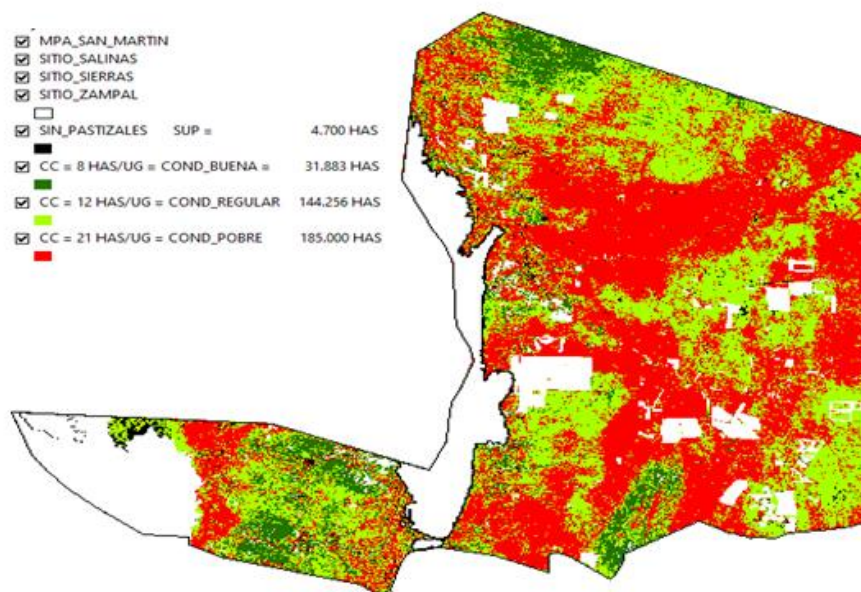 MPA_SAN_MARTIN
SITIO_SALINAS
SITIO_SIERRAS
SITIO_ZAMPAL
SIN_PASTIZALES SUP = 4.700 HAS
CC = 8 HAS/UG = COND_BUENA = 31.883 HAS
CC = 12 HAS/UG = COND_REGULAR 144.256 HAS
CC = 21 HAS/UG = COND_POBRE 185.000 HAS